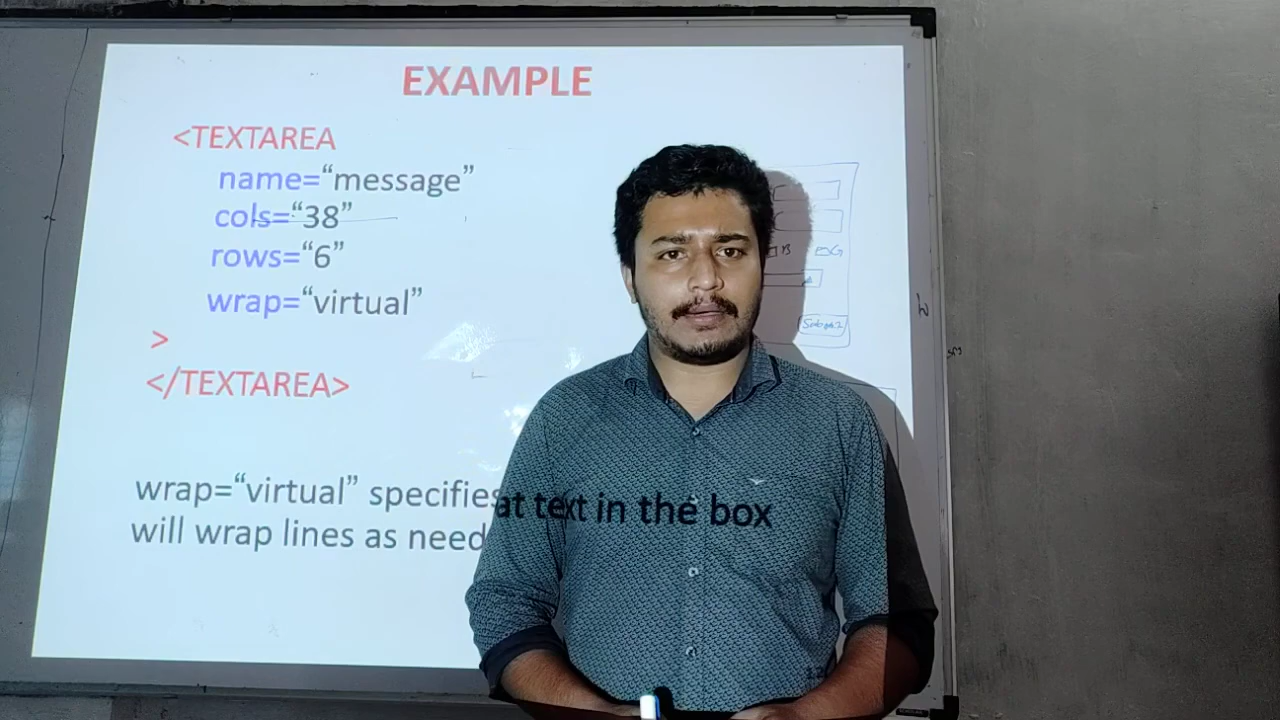 EXAMPLE
<TEXTAREA
name=“message”
cols=“38”
rows=“6”
wrap=“virtual”
>
</TEXTAREA>
wrap=“virtual” specifies at text in the box
will wrap lines as need